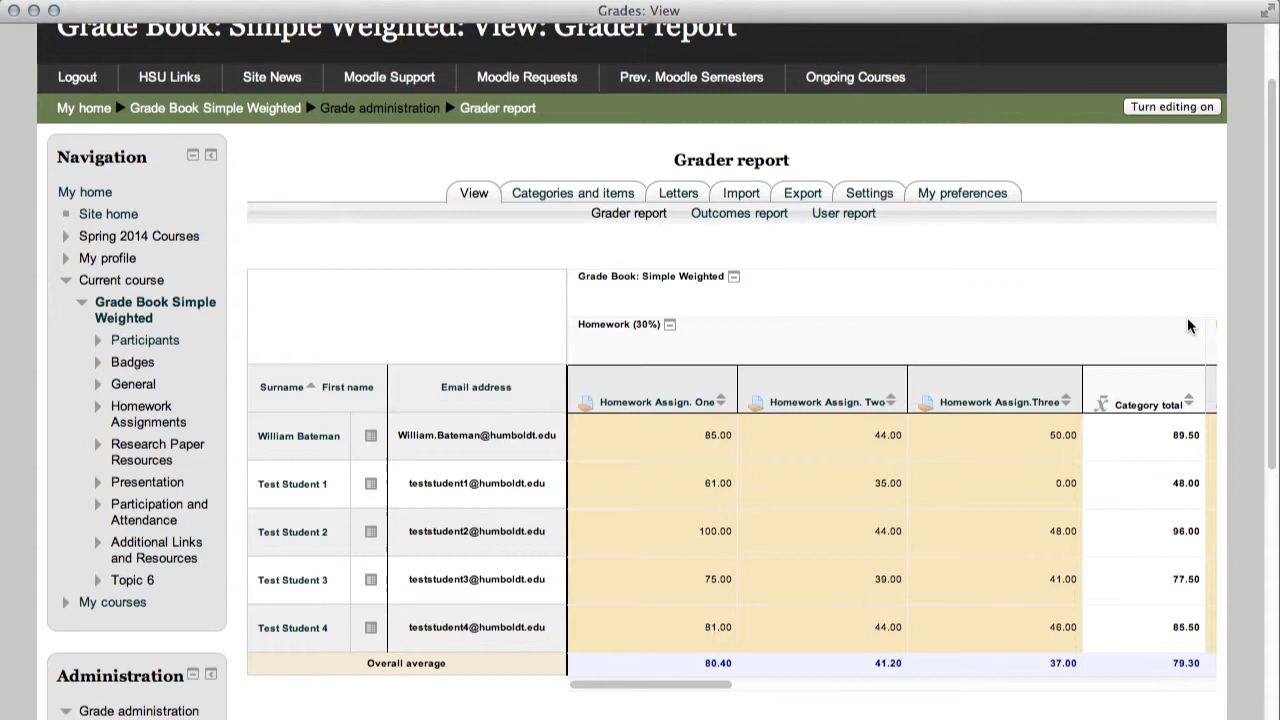 Grades: View
Grade Book: Simple Weighted: View: Grader report
Logout HSU Links Site News Moodle Support Moodle Requests Prev. Moodle Semesters Ongoing Courses
My home Grade Book Simple Weighted Grade administration Grader report Turn editing on
Navigation
My home
Site home
Spring 2014 Courses
My profile
Current course
Grade Book Simple
Weighted
Participants
Badges
General
Homework
Assignments
Research Paper
Resources
Presentation
Participation and
Attendance
Additional Links
and Resources
Topic 6
My courses
Administration
Grade administration
Grader report
View Categories and items Letters Import Export Settings My preferences
Grader report Outcomes report User report
Grade Book: Simple Weighted
Homework (30%)
Surname First name Email address Homework Assign. One Homework Assign. Two Homework Assign.Three Category total
William Bateman William.Bateman@humboldt.edu 85.00 44.00 50.00 89.50
Test Student 1 teststudent1@humboldt.edu 61.00 35.00 0.00 48.00
Test Student 2 teststudent2@humboldt.edu 100.00 44.00 48.00 96.00
Test Student 3 teststudent3@humboldt.edu 75.00 39.00 41.00 77.50
Test Student 4 teststudent4@humboldt.edu 81.00 44.00 46.00 85.50
Overall average 80.40 41.20 37.00 79.30